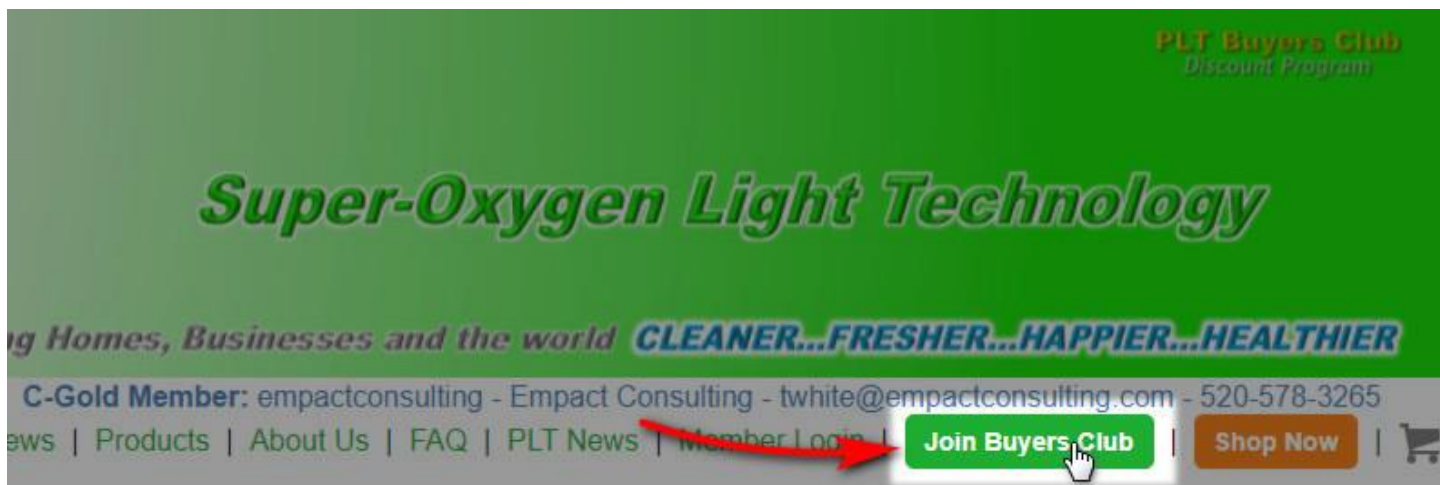 PLT Buyers Club
Discount Program
Super-Oxygen Light Technology
g Homes, Businesses and the world CLEANER...FRESHER...HAPPIER...HEALTHIER
C-Gold Member: empactconsulting - Empact Consulting - twhite@empactconsulting.com - 520-578-3265
ews | Products | About Us | FAQ | PLT News | Member Login | Join Buyers Club | Shop Now |